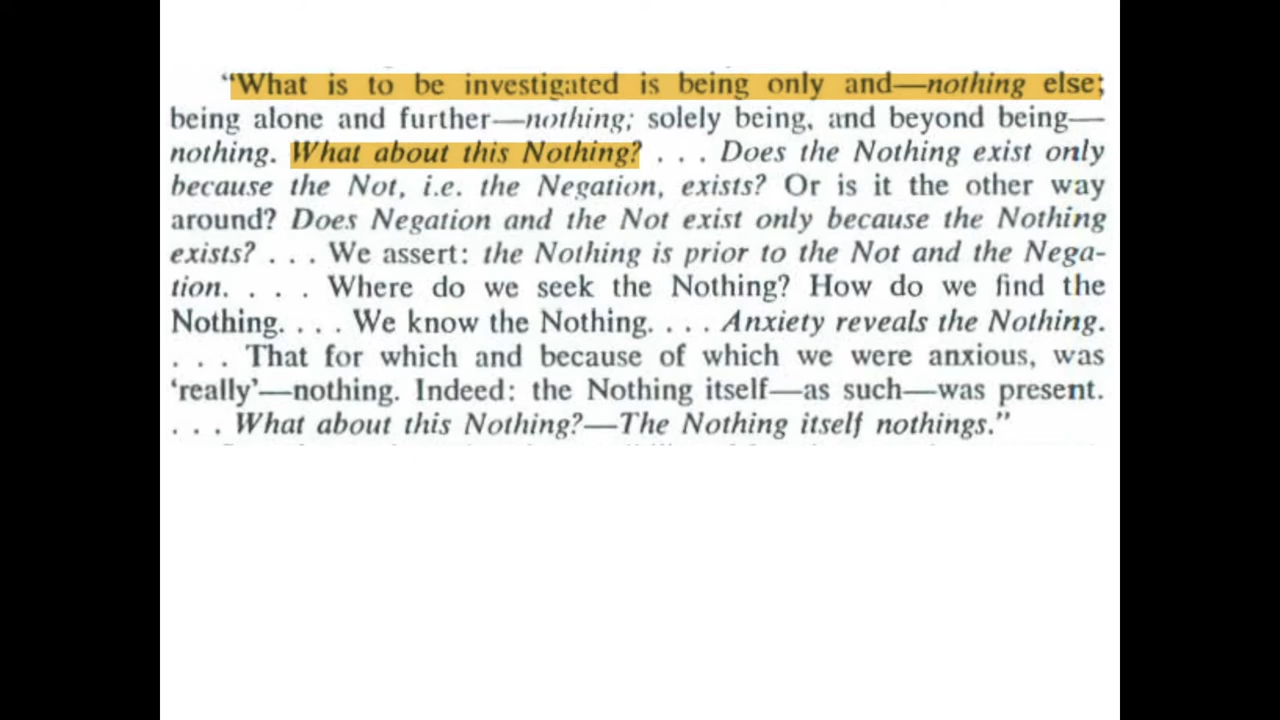 “What is to be investigated is being only and—nothing else;
being alone and further—nothing; solely being, and beyond being—
nothing. What about this Nothing? . . . Does the Nothing exist only
because the Not, i.e. the Negation, exists? Or is it the other way
around? Does Negation and the Not exist only because the Nothing
exists? . . . We assert: the Nothing is prior to the Not and the Nega-
tion. . . . Where do we seek the Nothing? How do we find the
Nothing. . . . We know the Nothing. . . . Anxiety reveals the Nothing.
. . . That for which and because of which we were anxious, was
‘really’—nothing. Indeed: the Nothing itself—as such—was present.
. . . What about this Nothing?—The Nothing itself nothings.”